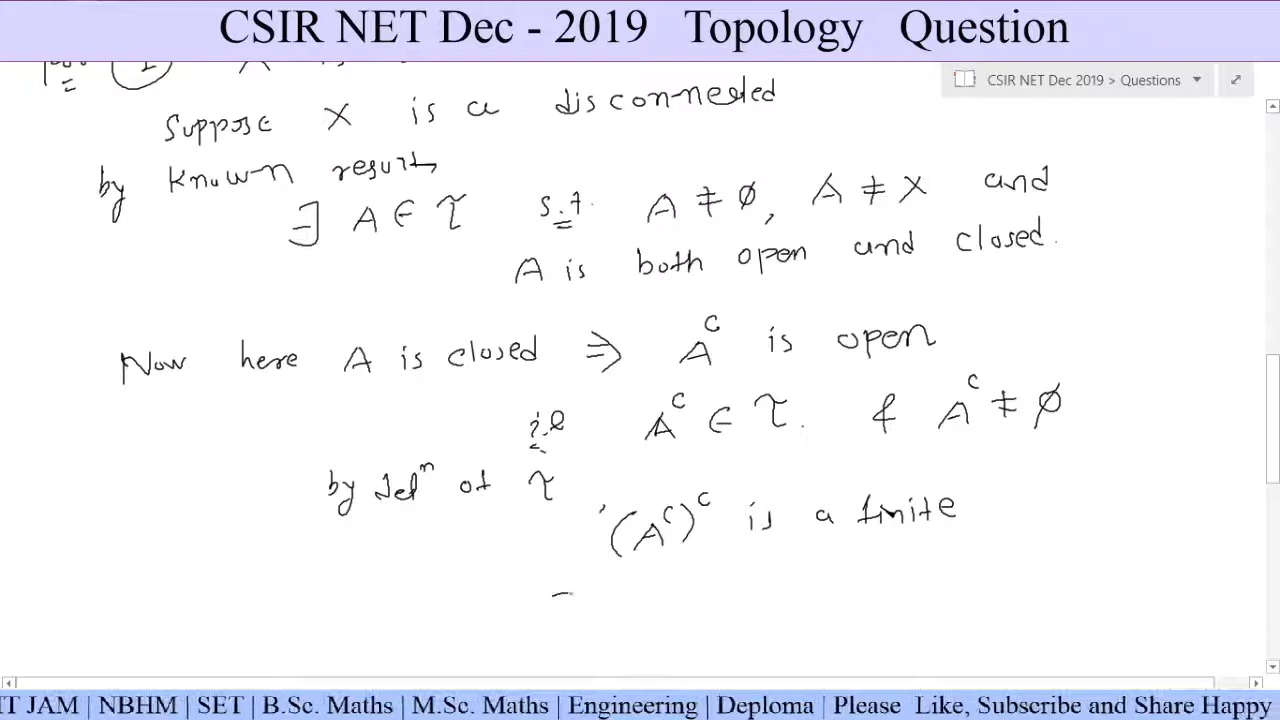 CSIR NET Dec - 2019 Topology Question
CSIR NET Dec 2019 > Questions
Suppose X is a disconnected
by known result
∃ A ∈ τ s.t. A ≠ ∅, A ≠ X and
A is both open and closed.
Now here A is closed ⇒ A^c is open
i.e A^c ∈ τ. & A^c ≠ ∅
by def^n of τ
(A^c)^c is a finite
IT JAM | NBHM | SET | B.Sc. Maths | M.Sc. Maths | Engineering | Deploma | Please Like, Subscribe and Share Happy